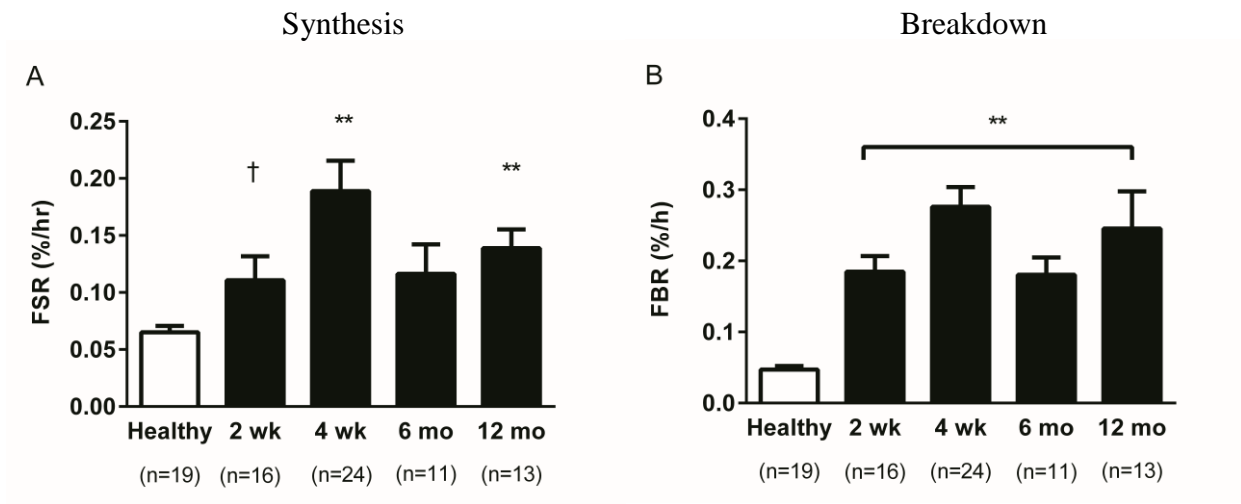 Synthesis
A
FSR (%/hr)
0.25
0.20
0.15
0.10
0.05
0.00
†
**
**
Healthy 2 wk 4 wk 6 mo 12 mo
(n=19) (n=16) (n=24) (n=11) (n=13)
Breakdown
B
FBR (%/h)
0.4
0.3
0.2
0.1
0.0
**
Healthy 2 wk 4 wk 6 mo 12 mo
(n=19) (n=16) (n=24) (n=11) (n=13)